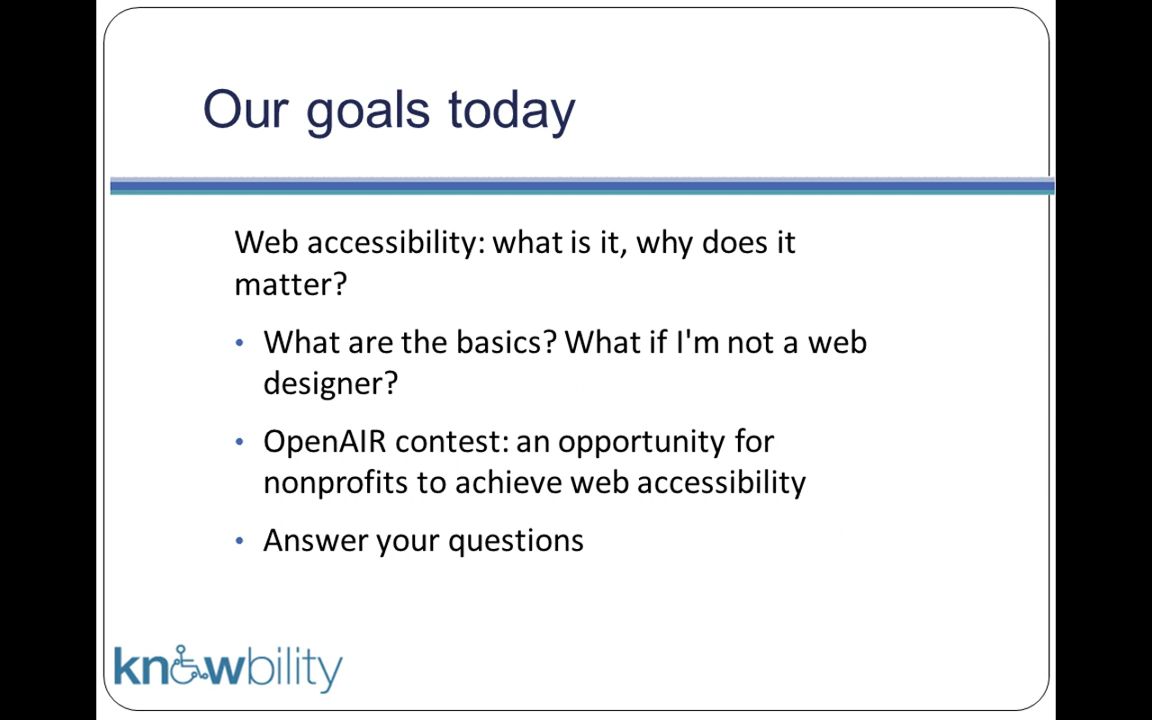 Our goals today
Web accessibility: what is it, why does it
matter?
• What are the basics? What if I'm not a web
designer?
• OpenAIR contest: an opportunity for
nonprofits to achieve web accessibility
• Answer your questions
knowbility